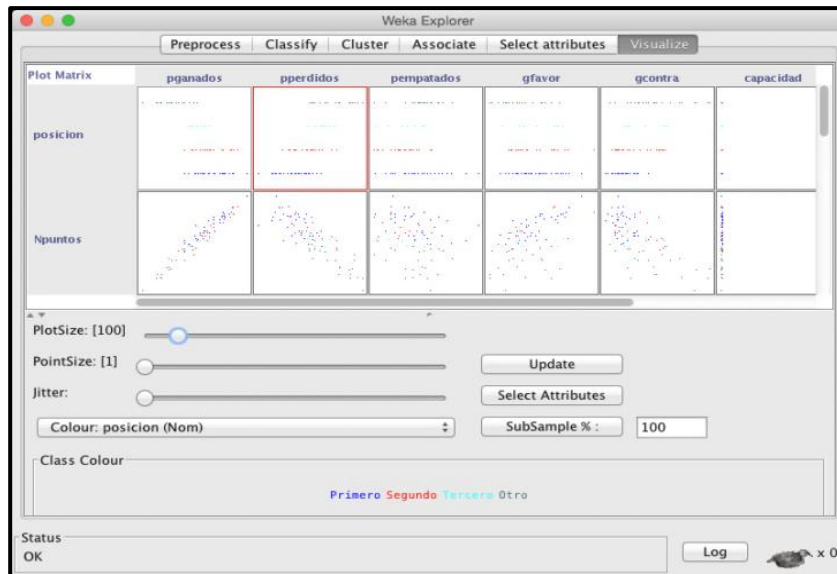 Weka Explorer
Preprocess Classify Cluster Associate Select attributes Visualize
Plot Matrix pganados pperdidos pempatados gfavor gcontra capacidad
posicion
Npuntos
PlotSize: [100]
PointSize: [1]
Update
Jitter:
Select Attributes
Colour: posicion (Nom)
SubSample % :
100
Class Colour
Primero Segundo Tercero Otro
Status
OK
Log
x 0